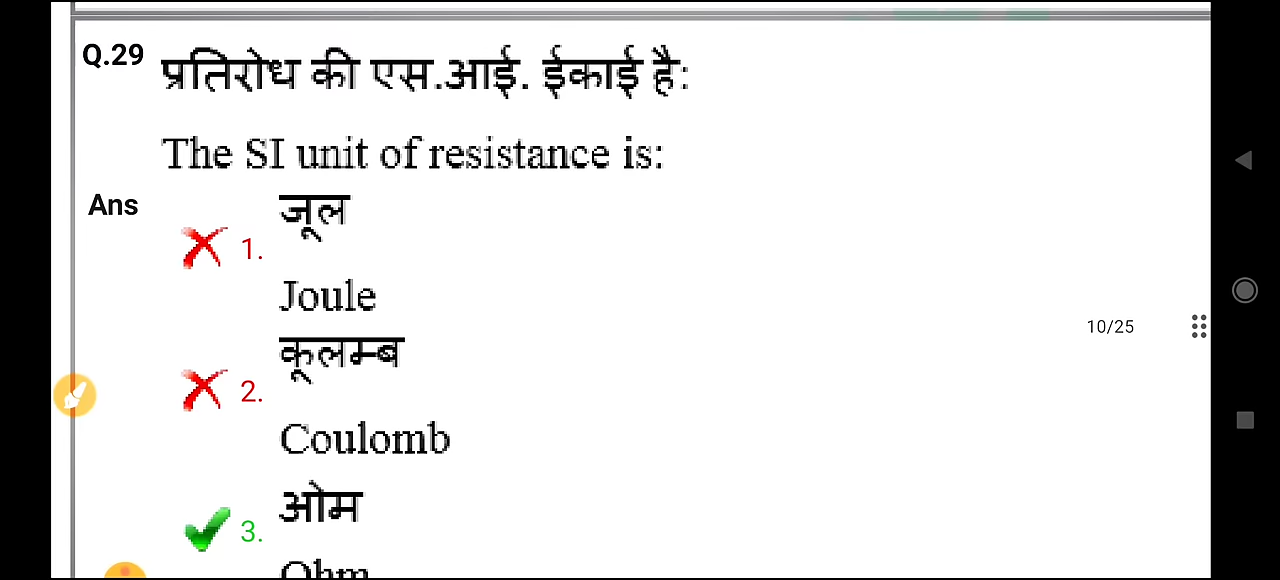 Q.29 प्रतिरोध की एस.आई. ईकाई है:
The SI unit of resistance is:
Ans
जूल
1.
Joule
10/25
कूलम्ब
2.
Coulomb
ओम
3.
Ohm